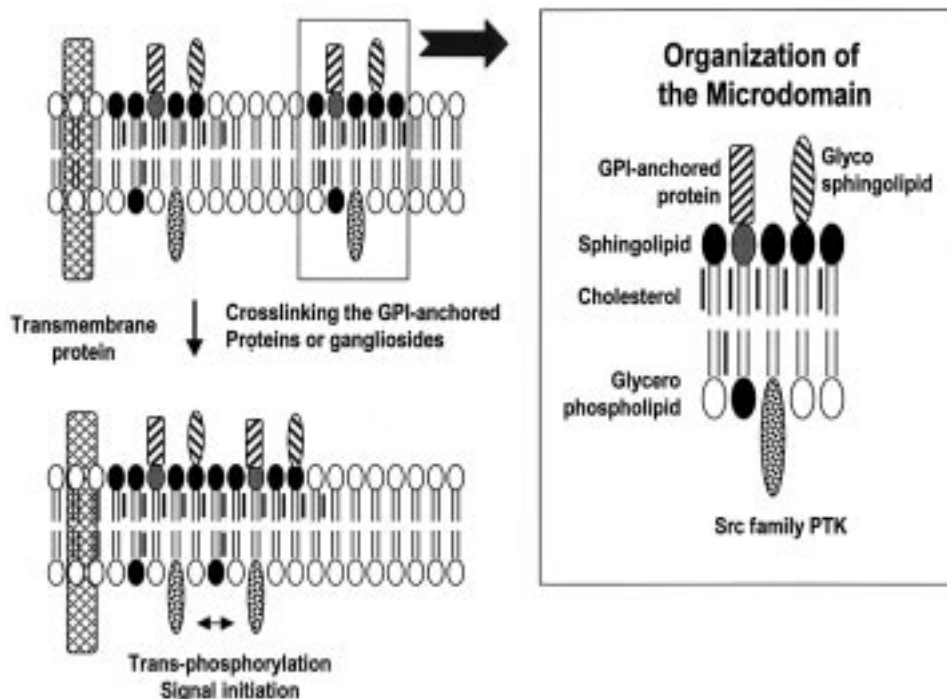 Organization of
the Microdomain
GPI-anchored
protein
Glyco
sphingolipid
Sphingolipid
Cholesterol
Glycero
phospholipid
Src family PTK
Transmembrane
protein
Crosslinking the GPI-anchored
Proteins or gangliosides
Trans-phosphorylation
Signal initiation